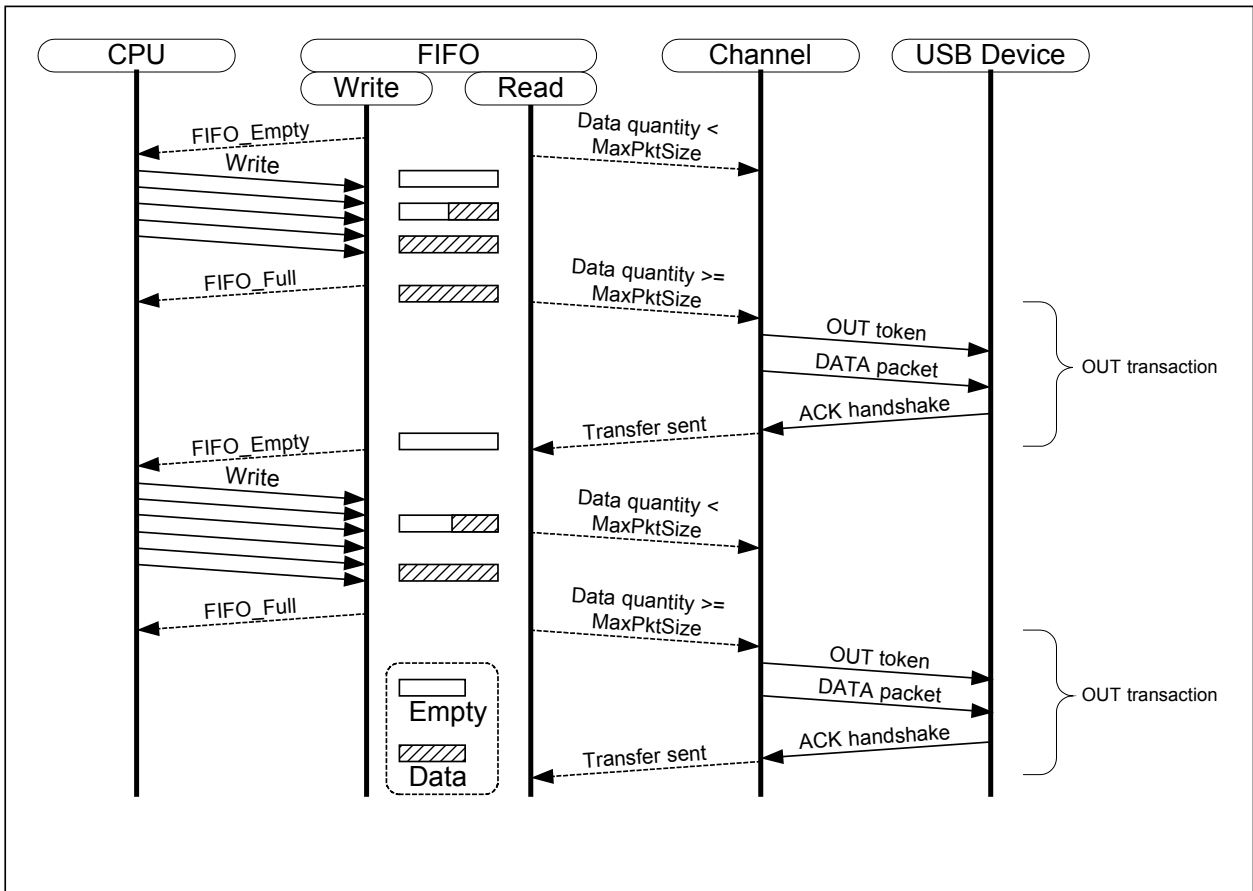 CPU
FIFO
Channel
USB Device
Write
Read
FIFO_Empty
Data quantity <
MaxPktSize
Write
FIFO_Full
Data quantity >=
MaxPktSize
OUT token
DATA packet
OUT transaction
ACK handshake
Transfer sent
FIFO_Empty
Write
Data quantity <
MaxPktSize
FIFO_Full
Data quantity >=
MaxPktSize
OUT token
DATA packet
OUT transaction
Empty
ACK handshake
Transfer sent
Data